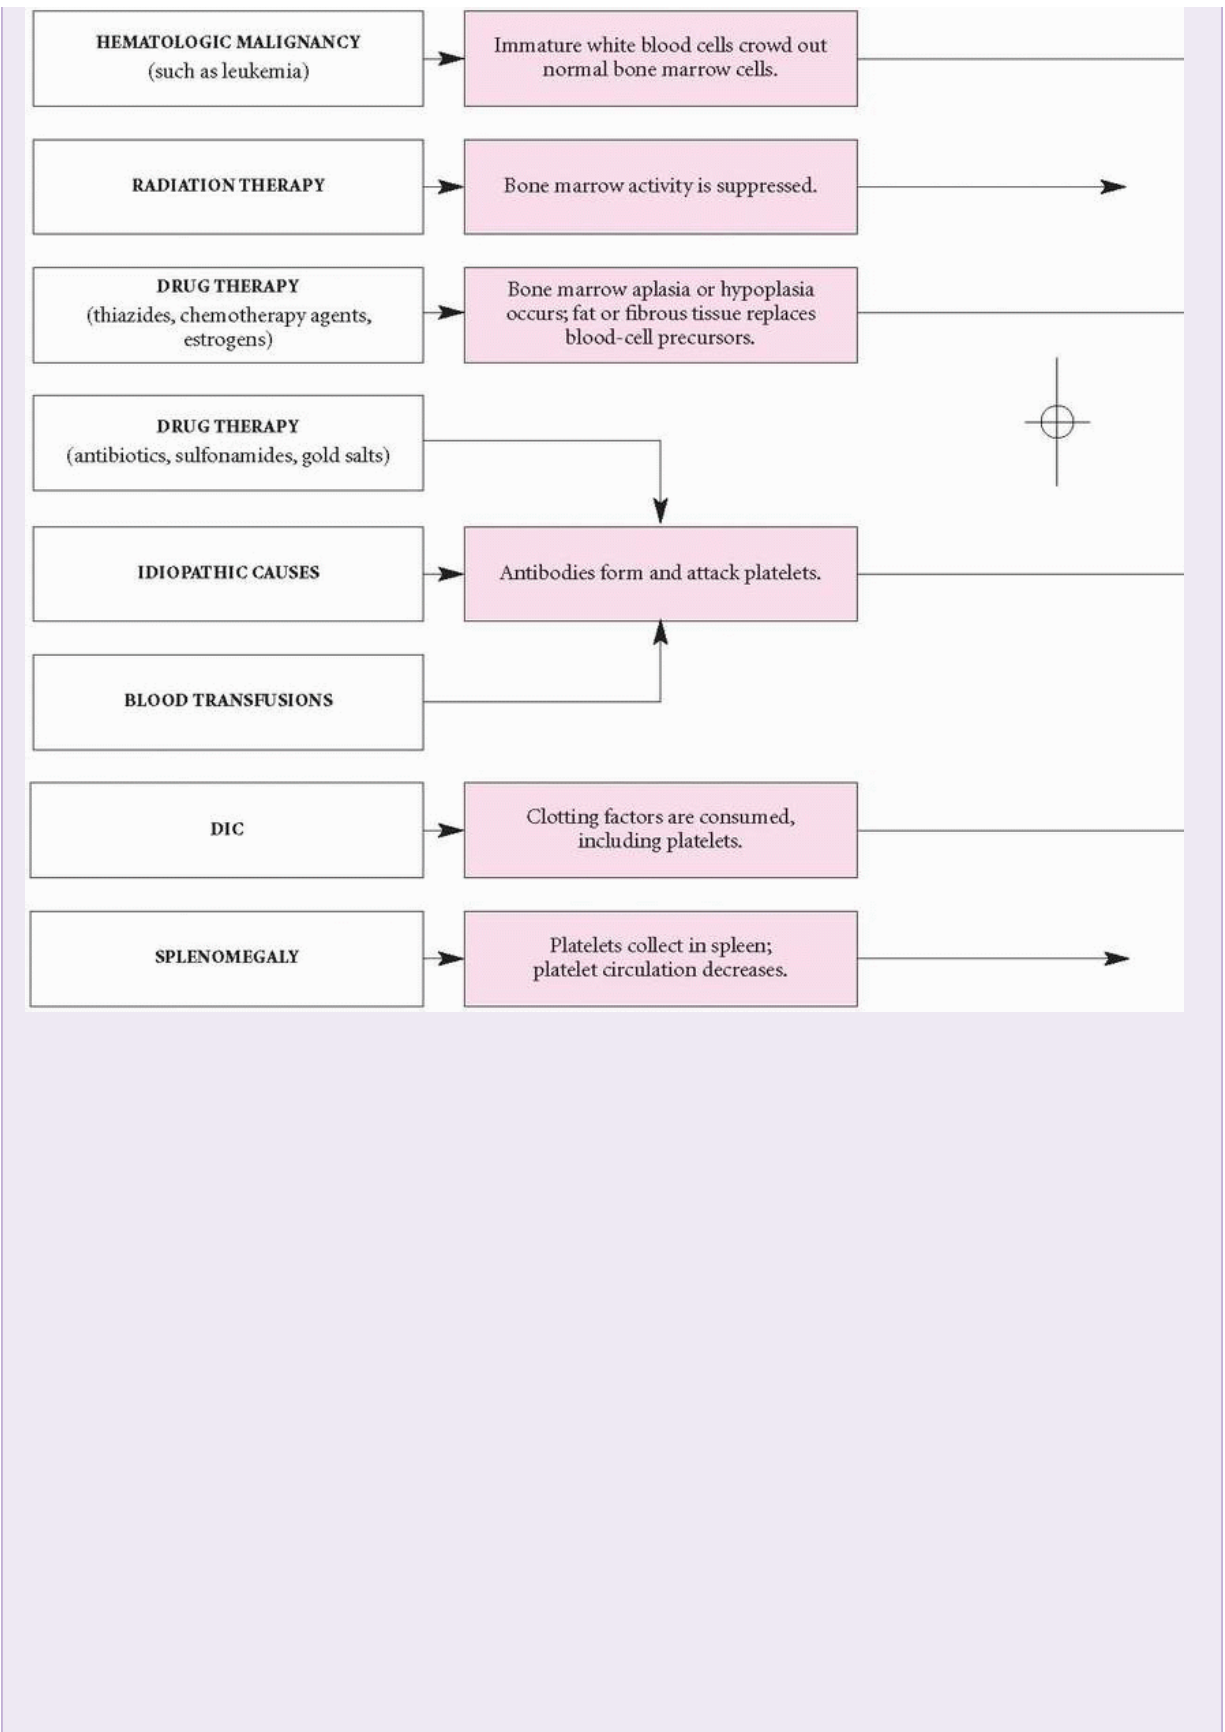 HEMATOLOGIC MALIGNANCY
(such as leukemia)
Immature white blood cells crowd out
normal bone marrow cells.
RADIATION THERAPY
Bone marrow activity is suppressed.
DRUG THERAPY
(thiazides, chemotherapy agents,
estrogens)
Bone marrow aplasia or hypoplasia
occurs; fat or fibrous tissue replaces
blood-cell precursors.
DRUG THERAPY
(antibiotics, sulfonamides, gold salts)
IDIOPATHIC CAUSES
Antibodies form and attack platelets.
BLOOD TRANSFUSIONS
DIC
Clotting factors are consumed,
including platelets.
SPLENOMEGALY
Platelets collect in spleen;
platelet circulation decreases.